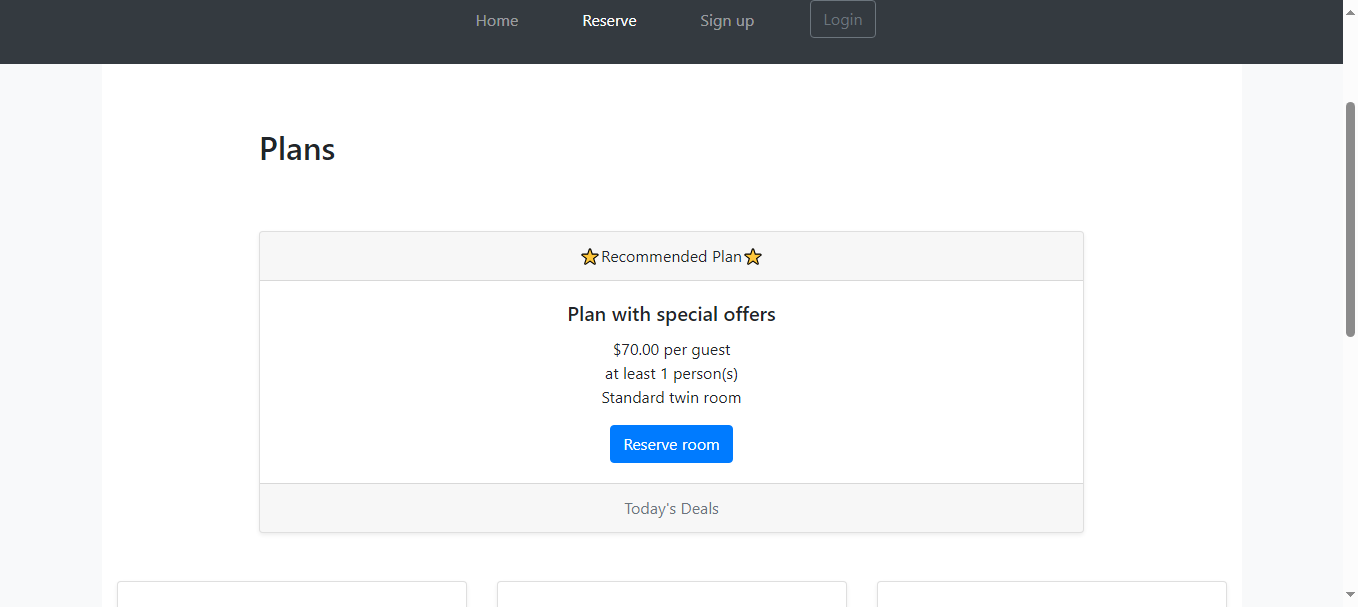 Home Reserve Sign up Login
Plans
⭐Recommended Plan⭐
Plan with special offers
$70.00 per guest
at least 1 person(s)
Standard twin room
Reserve room
Today's Deals